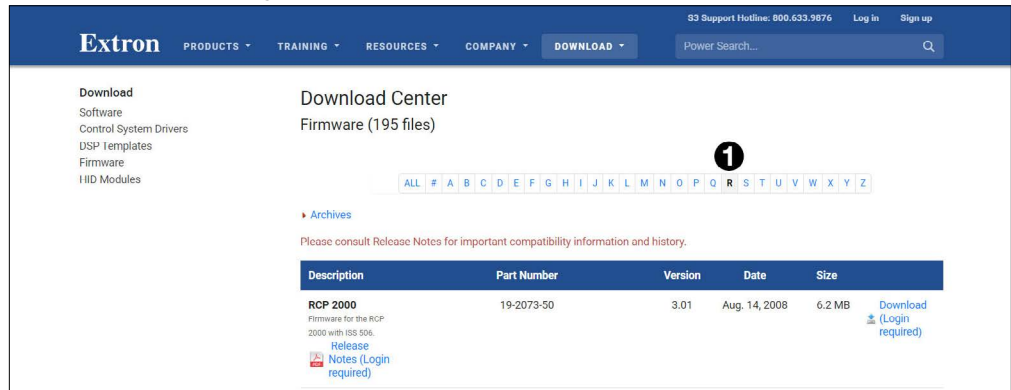 S3 Support Hotline: 800.633.9876 Log in Sign up
Extron PRODUCTS TRAINING RESOURCES COMPANY DOWNLOAD Power Search...
Download
Software
Control System Drivers
DSP Templates
Firmware
HID Modules
Download Center
Firmware (195 files)
1
ALL # A B C D E F G H I J K L M N O P Q R S T U V W X Y Z
Archives
Please consult Release Notes for important compatibility information and history.
Description Part Number Version Date Size
RCP 2000 19-2073-50 3.01 Aug. 14, 2008 6.2 MB Download
(Login
required)
Firmware for the RCP
2000 with ISS 506.
Release
Notes (Login
required)